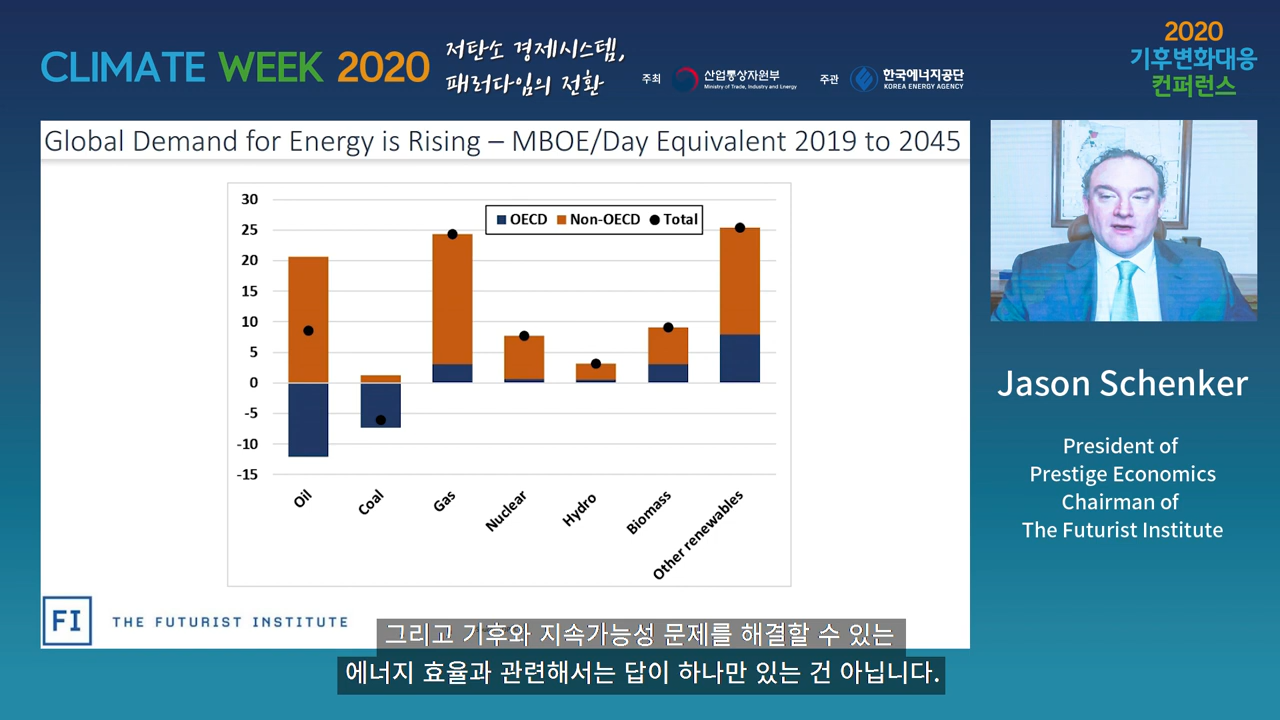 CLIMATE WEEK 2020
저탄소 경제시스템,
패러다임의 전환
주최
산업통상자원부
Ministry of Trade, Industry and Energy
주관
한국에너지공단
KOREA ENERGY AGENCY
2020
기후변화대응
컨퍼런스
Global Demand for Energy is Rising – MBOE/Day Equivalent 2019 to 2045
OECD Non-OECD Total
30
25
20
15
10
5
0
-5
-10
-15
Oil
Coal
Gas
Nuclear
Hydro
Biomass
Other renewables
FI THE FUTURIST INSTITUTE
Jason Schenker
President of
Prestige Economics
Chairman of
The Futurist Institute
그리고 기후와 지속가능성 문제를 해결할 수 있는
에너지 효율과 관련해서는 답이 하나만 있는 건 아닙니다.